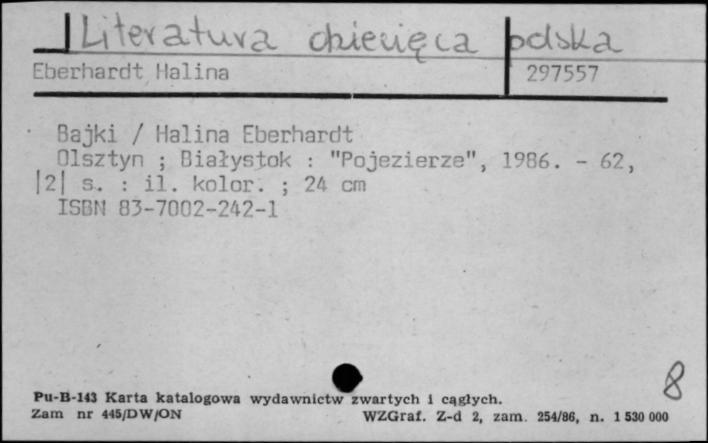 Literatura dziecięca polska
Eberhardt Halina 297557
Bajki / Halina Eberhardt
Olsztyn ; Białystok : "Pojezierze", 1986. - 62,
|2| s. : il. kolor. ; 24 cm
ISBN 83-7002-242-1
8
Pu-B-143 Karta katalogowa wydawnictw zwartych i ciągłych.
Zam nr 445/DW/ON WZGraf. Z-d 2, zam. 254/86, n. 1 530 000